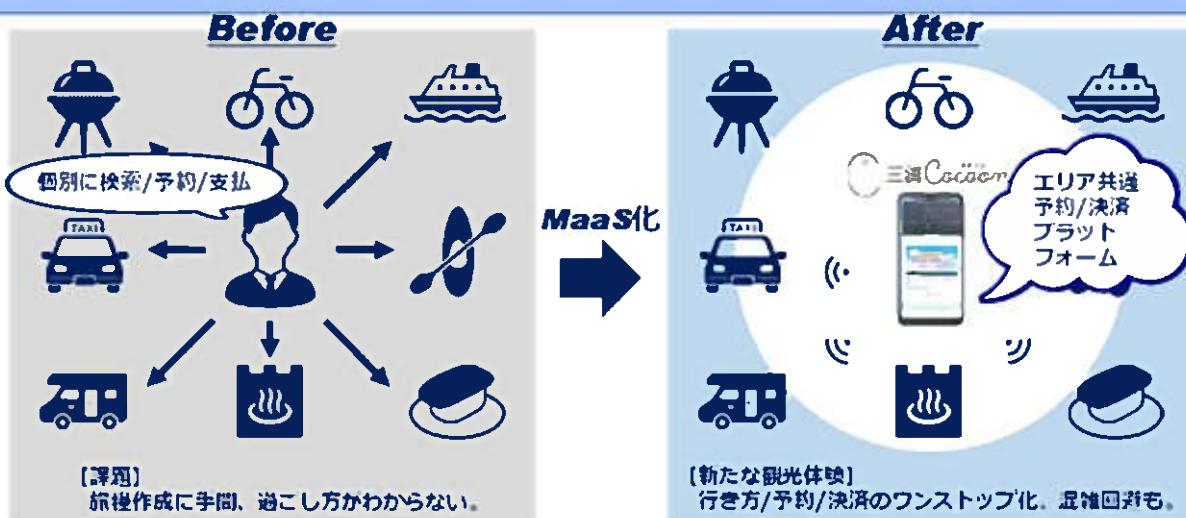 Before
個別に検索/予約/支払
TAXI
【課題】
旅程作成に手間、過ごし方がわからない。
MaaS化
After
三浦Cocoon
エリア共通
予約/決済
プラット
フォーム
TAXI
【新たな観光体験】
行き方/予約/決済のワンストップ化。混雑回避も。